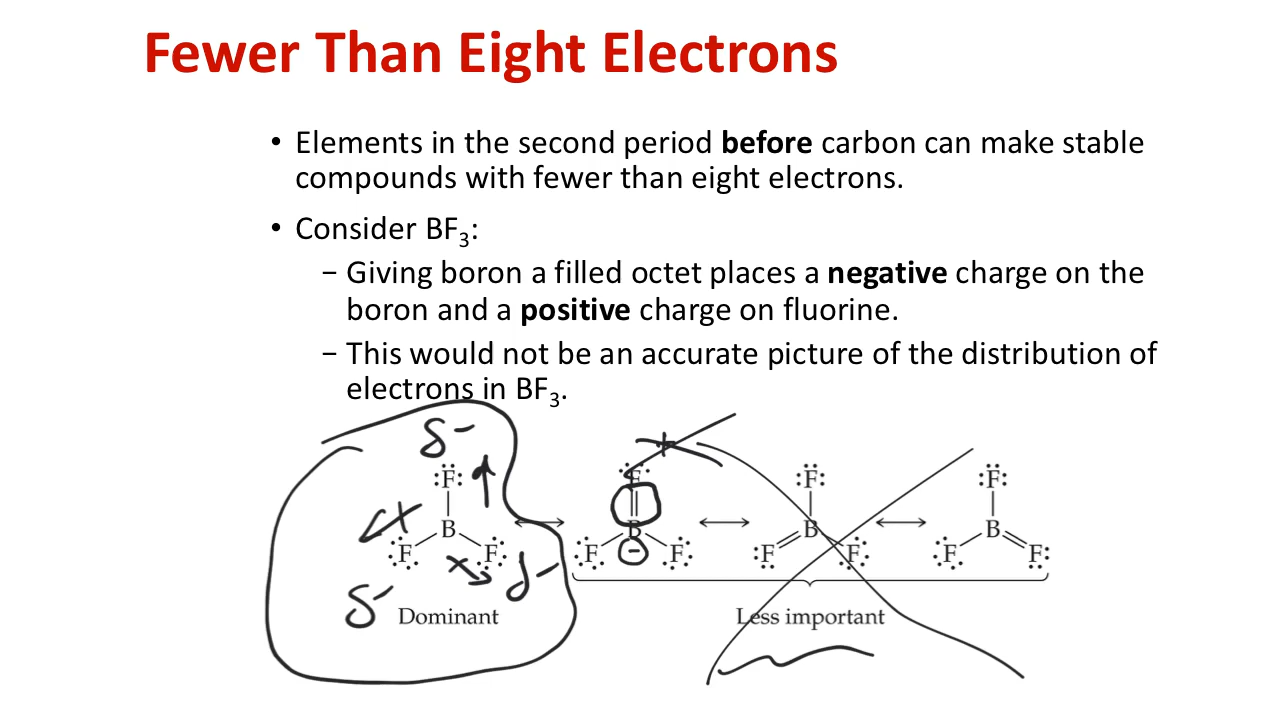 Fewer Than Eight Electrons
• Elements in the second period before carbon can make stable
compounds with fewer than eight electrons.
• Consider BF₃:
– Giving boron a filled octet places a negative charge on the
boron and a positive charge on fluorine.
– This would not be an accurate picture of the distribution of
electrons in BF₃.
δ- +
:F: F :F: :F:
B B B B
F F F F :F F F F:
-
δ- δ-
Dominant Less important